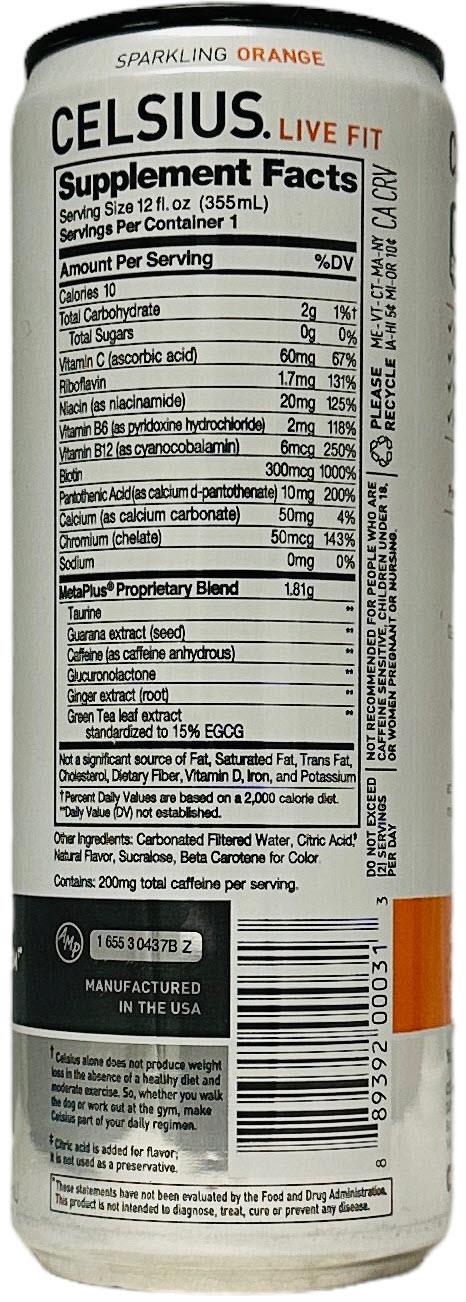 SPARKLING ORANGE
CELSIUS. LIVE FIT
Supplement Facts
Serving Size 12 fl. oz (355mL)
Servings Per Container 1
Amount Per Serving %DV
Calories 10
Total Carbohydrate 2g 1%†
Total Sugars 0g 0%
Vitamin C (ascorbic acid) 60mg 67%
Riboflavin 1.7mg 131%
Niacin (as niacinamide) 20mg 125%
Vitamin B6 (as pyridoxine hydrochloride) 2mg 118%
Vitamin B12 (as cyanocobalamin) 6mcg 250%
Biotin 300mcg 1000%
Pantothenic Acid (as calcium d-pantothenate) 10mg 200%
Calcium (as calcium carbonate) 50mg 4%
Chromium (chelate) 50mcg 143%
Sodium 0mg 0%
MetaPlus® Proprietary Blend 1.81g
Taurine **
Guarana extract (seed) **
Caffeine (as caffeine anhydrous) **
Glucuronolactone **
Ginger extract (root) **
Green Tea leaf extract **
standardized to 15% EGCG
Not a significant source of Fat, Saturated Fat, Trans Fat,
Cholesterol, Dietary Fiber, Vitamin D, Iron, and Potassium
†Percent Daily Values are based on a 2,000 calorie diet.
**Daily Value (DV) not established.
Other Ingredients: Carbonated Filtered Water, Citric Acid,‡
Natural Flavor, Sucralose, Beta Carotene for Color.
Contains: 200mg total caffeine per serving.
PLEASE
RECYCLE
ME-VT-CT-MA-NY
IA-HI 5¢ MI-OR 10¢
CA CRV
NOT RECOMMENDED FOR PEOPLE WHO ARE
CAFFEINE SENSITIVE, CHILDREN UNDER 18,
OR WOMEN PREGNANT OR NURSING.
DO NOT EXCEED
(2) SERVINGS
PER DAY
AMP
1 655 3 0437B Z
MANUFACTURED
IN THE USA
8 89392 00031 3
†Celsius alone does not produce weight
loss in the absence of a healthy diet and
moderate exercise. So, whether you walk
the dog or work out at the gym, make
Celsius part of your daily regimen.
‡Citric acid is added for flavor;
it is not used as a preservative.
*These statements have not been evaluated by the Food and Drug Administration.
This product is not intended to diagnose, treat, cure or prevent any disease.